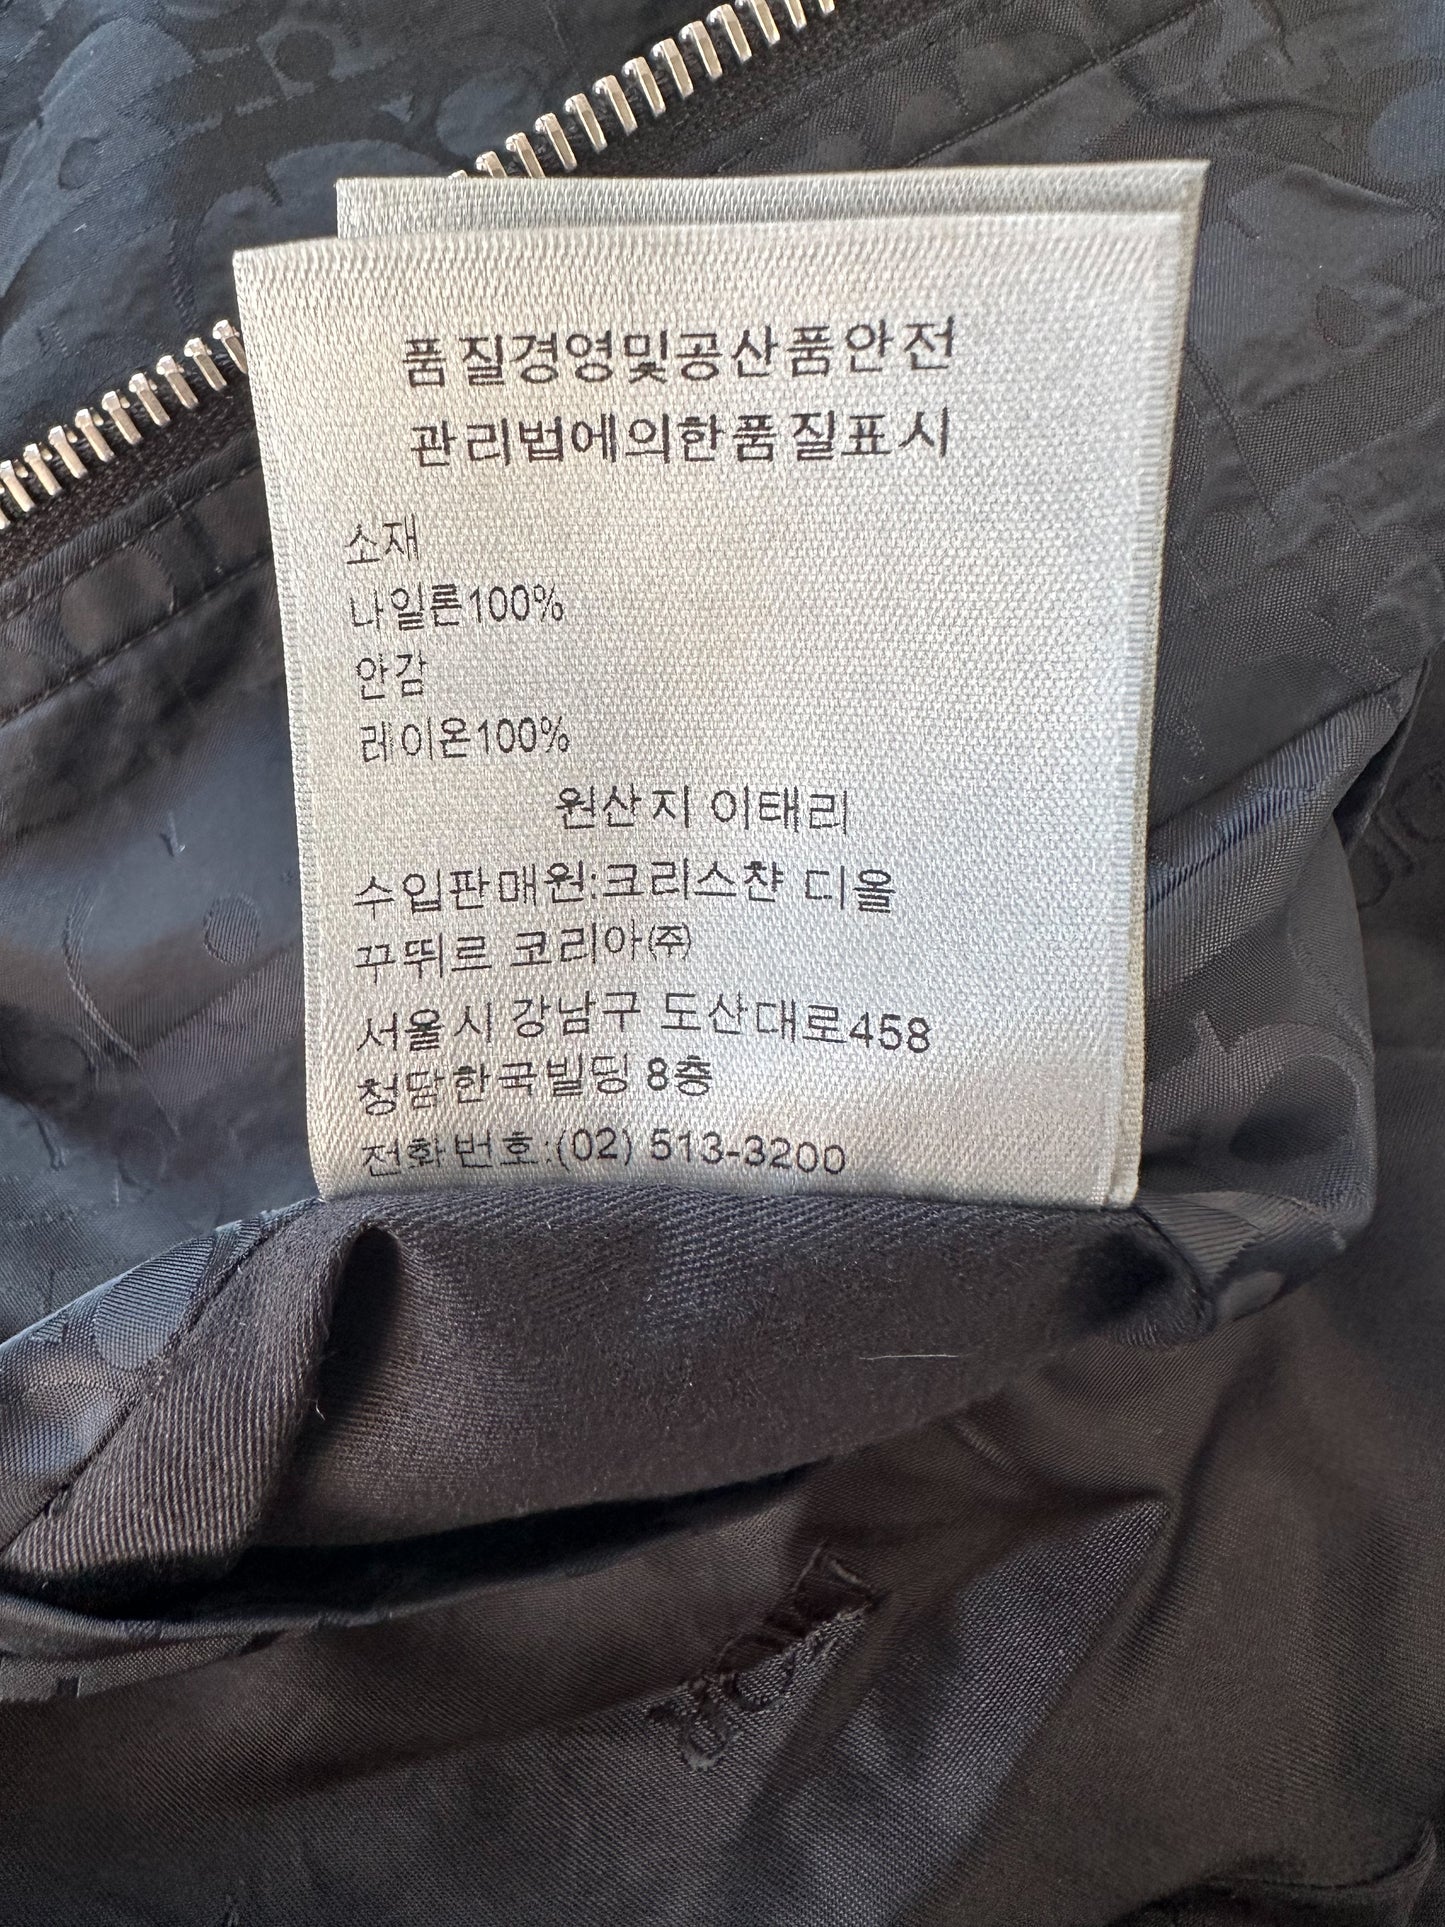 품질경영및공산품안전
관리법에의한품질표시
소재
나일론100%
안감
레이온100%
원산지 이태리
수입판매원:크리스챤 디올
꾸뛰르 코리아㈜
서울시 강남구 도산대로458
청담한국빌딩 8층
전화번호:(02) 513-3200